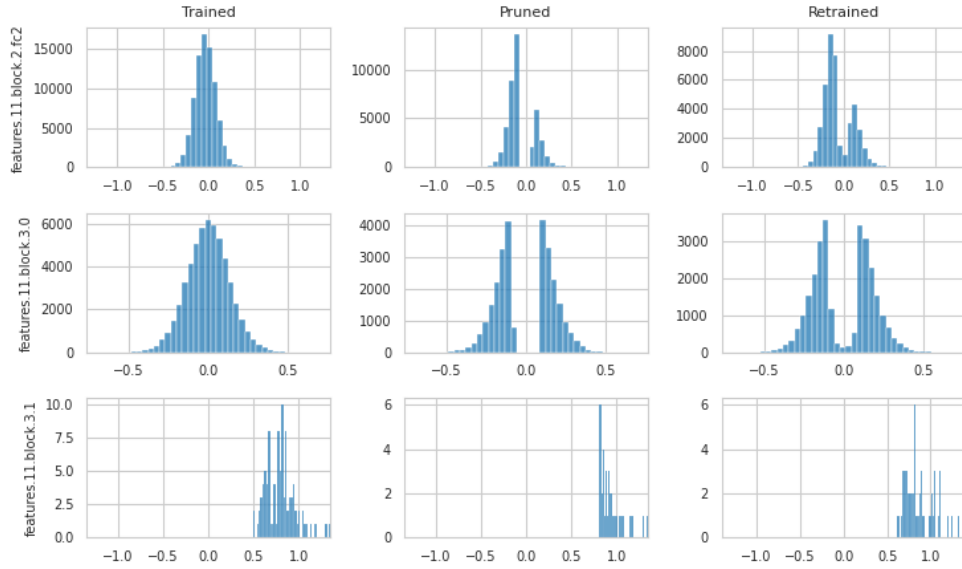 Trained Pruned Retrained
features.11.block.2.fc2
15000 10000 5000 0
−1.0 −0.5 0.0 0.5 1.0
10000 5000 0
−1.0 −0.5 0.0 0.5 1.0
8000 6000 4000 2000 0
−1.0 −0.5 0.0 0.5 1.0
features.11.block.3.0
6000 4000 2000 0
−0.5 0.0 0.5
4000 3000 2000 1000 0
−0.5 0.0 0.5
3000 2000 1000 0
−0.5 0.0 0.5
features.11.block.3.1
10.0 7.5 5.0 2.5 0.0
−1.0 −0.5 0.0 0.5 1.0
6 4 2 0
−1.0 −0.5 0.0 0.5 1.0
6 4 2 0
−1.0 −0.5 0.0 0.5 1.0